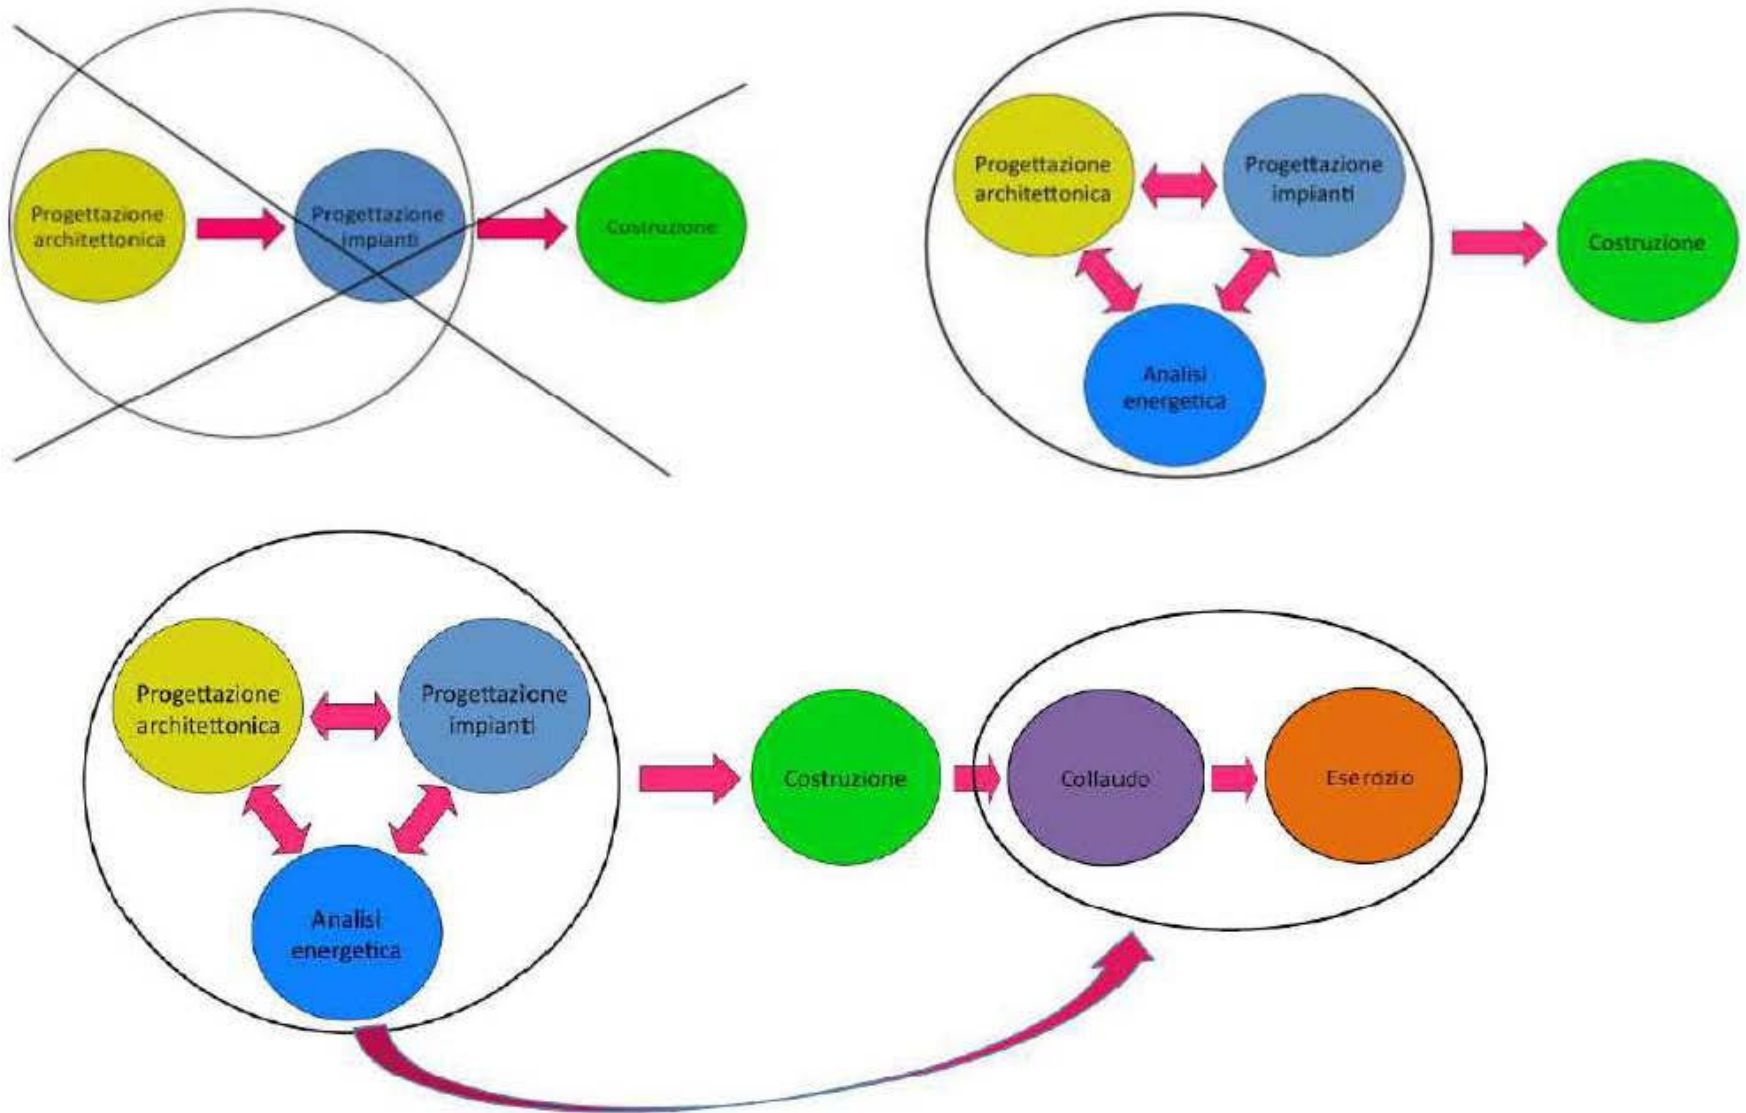 Progettazione
architettonica
Progettazione
impianti
Costruzione
Progettazione
architettonica
Progettazione
impianti
Analisi
energetica
Costruzione
Progettazione
architettonica
Progettazione
impianti
Analisi
energetica
Costruzione
Collaudo
Esercizio